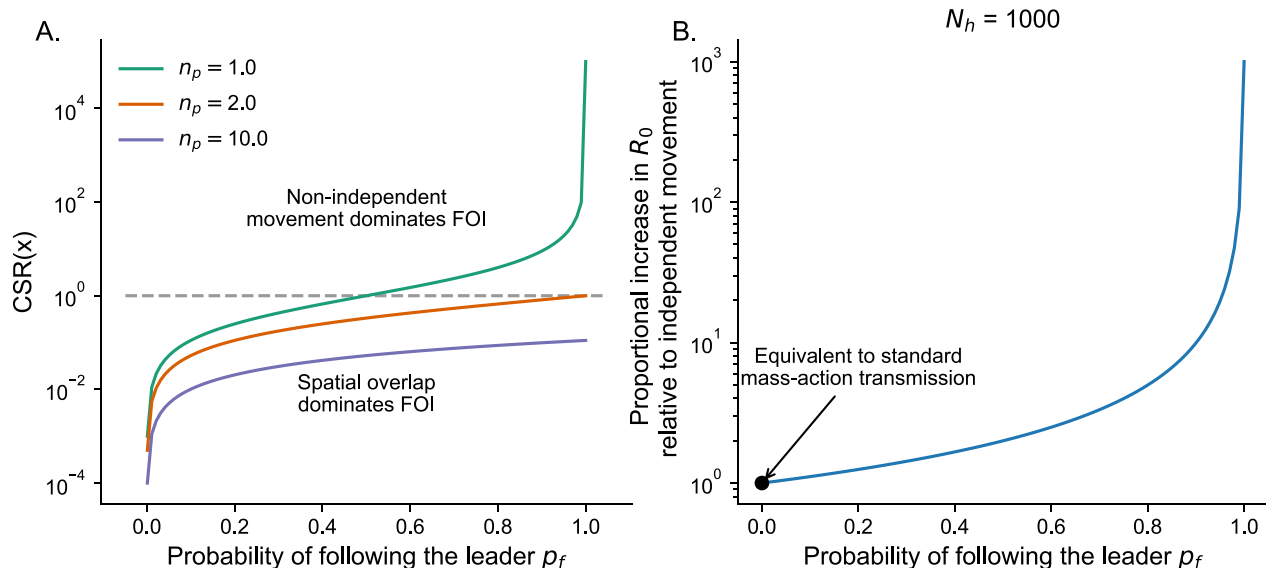 A.
n_p = 1.0
n_p = 2.0
n_p = 10.0
Non-independent
movement dominates FOI
Spatial overlap
dominates FOI
CSR(x)
10^4
10^2
10^0
10^−2
10^−4
0.0 0.2 0.4 0.6 0.8 1.0
Probability of following the leader p_f
B.
N_h = 1000
Proportional increase in R_0
relative to independent movement
10^3
10^2
10^1
10^0
Equivalent to standard
mass-action transmission
0.0 0.2 0.4 0.6 0.8 1.0
Probability of following the leader p_f